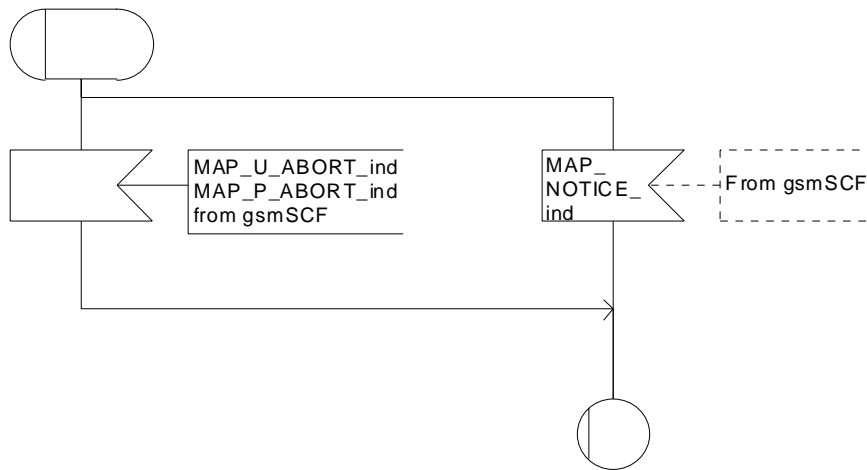 MAP_U_ABORT_ind
MAP_P_ABORT_ind
from gsmSCF
MAP_
NOTICE_
ind
From gsmSCF